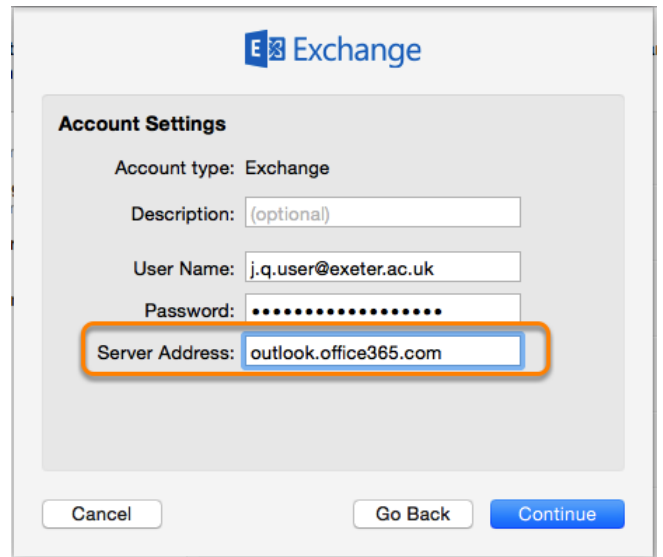 Exchange
Account Settings
Account type: Exchange
Description: (optional)
User Name: j.q.user@exeter.ac.uk
Password: ••••••••••••••••••
Server Address: outlook.office365.com
Cancel Go Back Continue